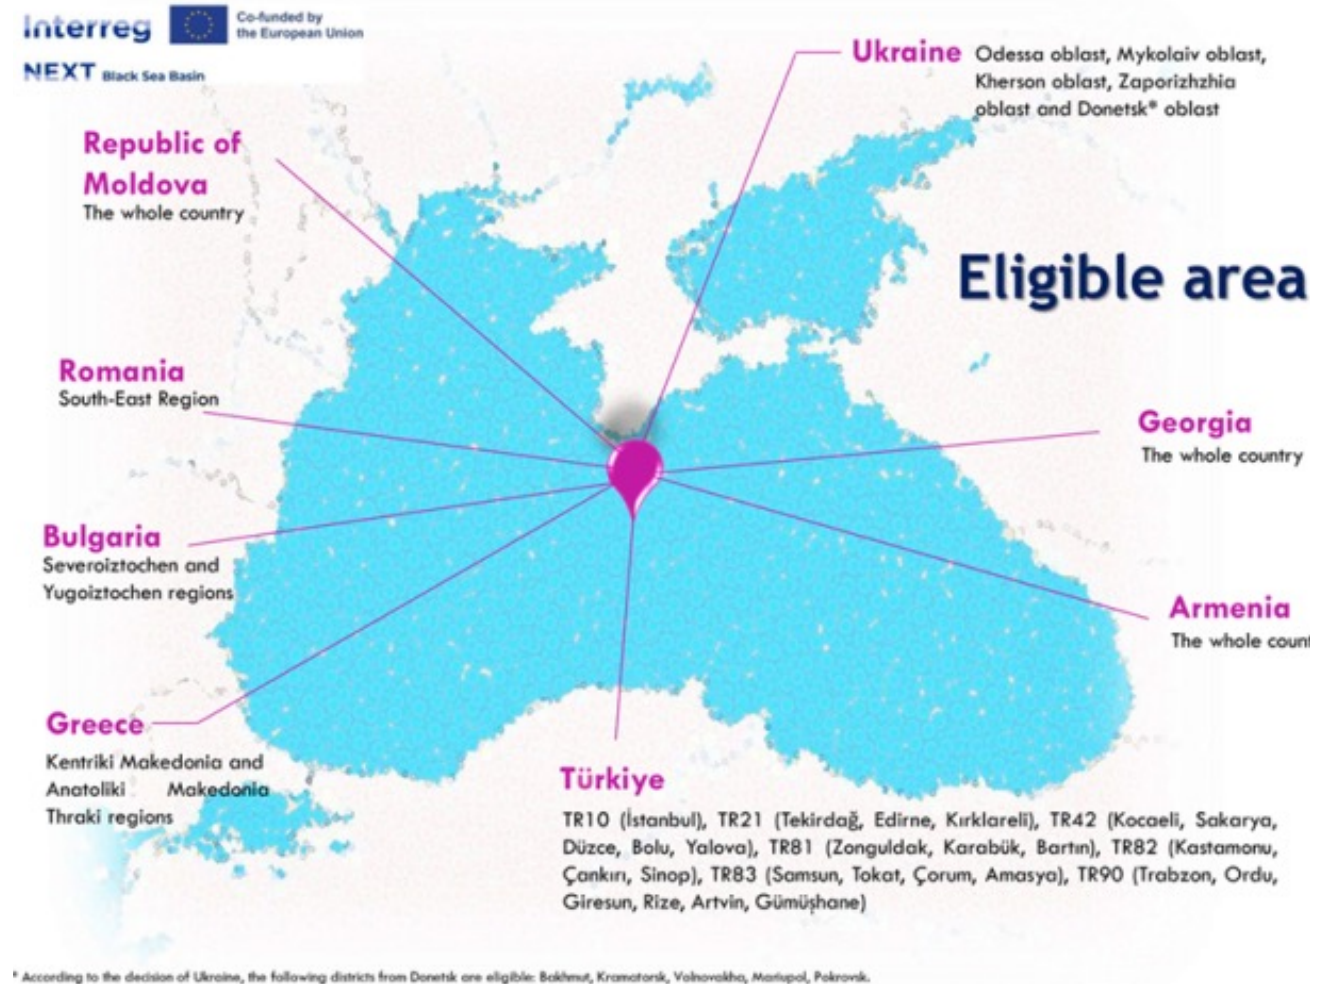 Interreg
Co-funded by
the European Union
NEXT Black Sea Basin
Ukraine
Odessa oblast, Mykolaiv oblast,
Kherson oblast, Zaporizhzhia
oblast and Donetsk* oblast
Republic of
Moldova
The whole country
Eligible area
Romania
South-East Region
Georgia
The whole country
Bulgaria
Severoiztochen and
Yugoiztochen regions
Armenia
The whole count
Greece
Kentriki Makedonia and
Anatoliki Makedonia
Thraki regions
Türkiye
TR10 (İstanbul), TR21 (Tekirdağ, Edirne, Kırklareli), TR42 (Kocaeli, Sakarya,
Düzce, Bolu, Yalova), TR81 (Zonguldak, Karabük, Bartın), TR82 (Kastamonu,
Çankırı, Sinop), TR83 (Samsun, Tokat, Çorum, Amasya), TR90 (Trabzon, Ordu,
Giresun, Rize, Artvin, Gümüşhane)
* According to the decision of Ukraine, the following districts from Donetsk are eligible: Bakhmut, Kramatorsk, Volnovakha, Mariupol, Pokrovsk.